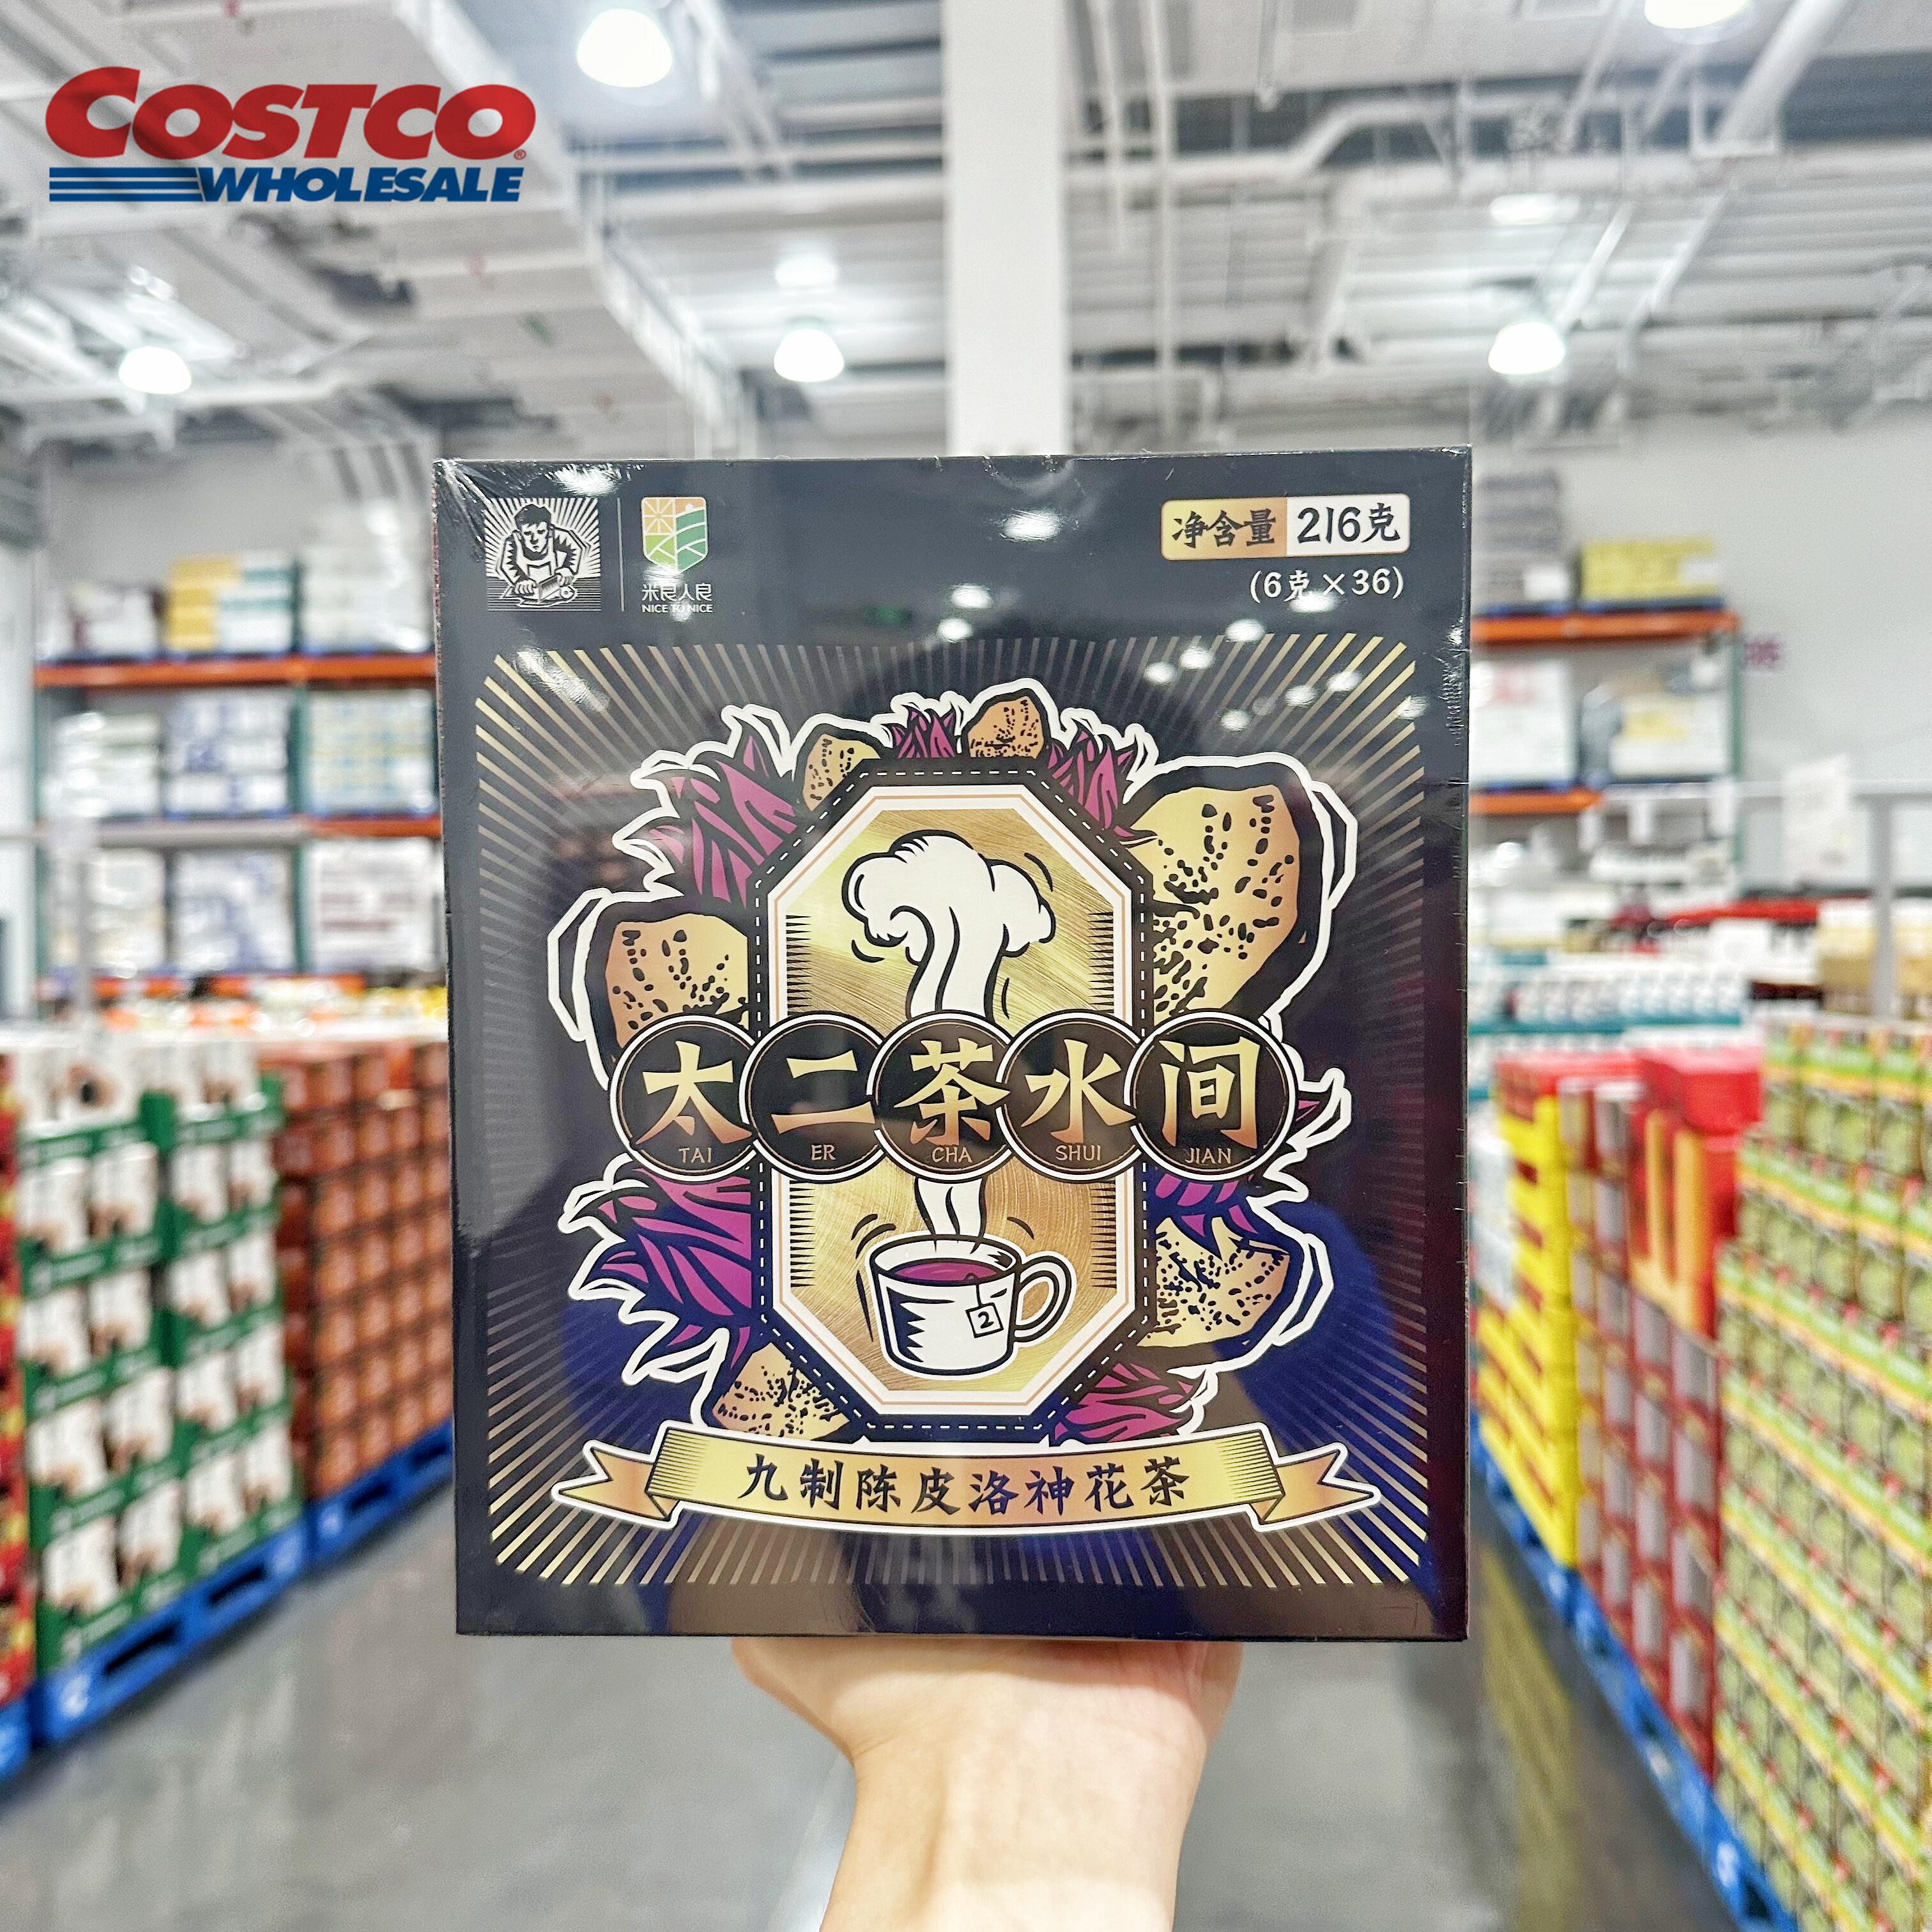 COSTCO
WHOLESALE
米良人良
NICE TO NICE
净含量 216克
(6克×36)
太二茶水间
TAI ER CHA SHUI JIAN
2
九制陈皮洛神花茶